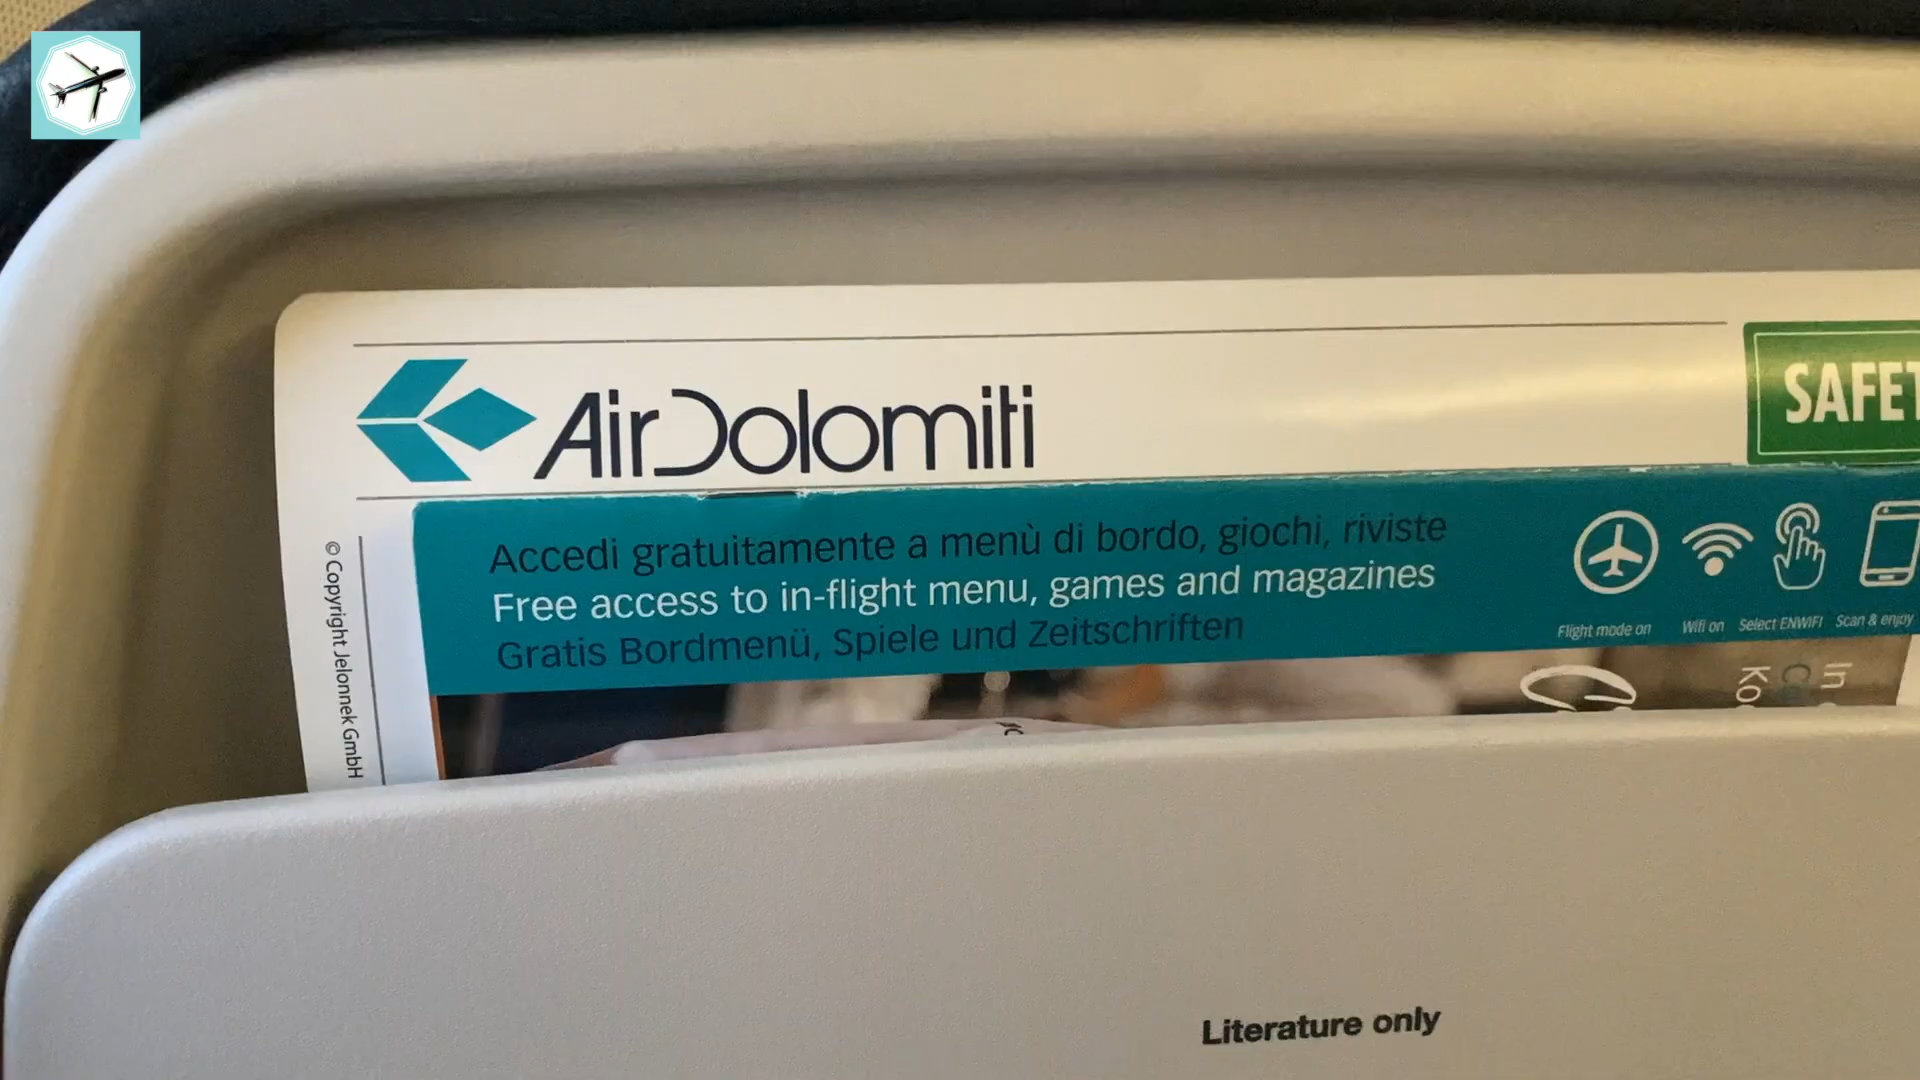 AirDolomiti
SAFET
Accedi gratuitamente a menù di bordo, giochi, riviste
Free access to in-flight menu, games and magazines
Gratis Bordmenü, Spiele und Zeitschriften
Flight mode on
Wifi on
Select ENWIFI
Scan & enjoy
© Copyright Jelonnek GmbH
Literature only